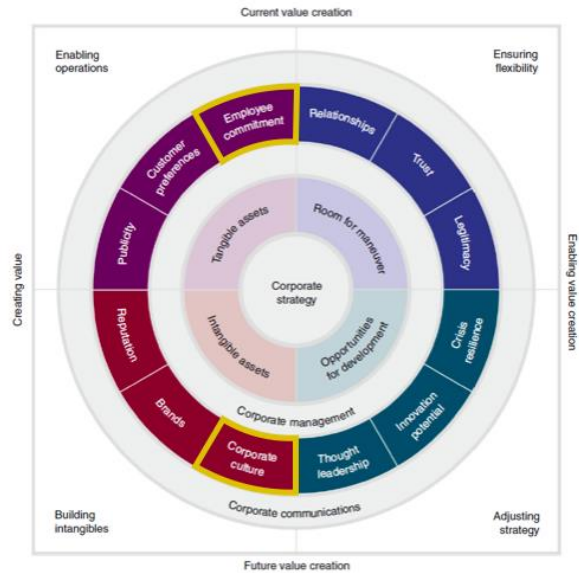 Current value creation
Enabling
operations
Ensuring
flexibility
Employee
commitment
Relationships
Customer
preferences
Trust
Publicity
Legitimacy
Tangible assets
Room for maneuver
Creating value
Corporate
strategy
Enabling value creation
Reputation
Intangible assets
Opportunities
for development
Crisis
resilience
Brands
Corporate management
Innovation
potential
Corporate
culture
Thought
leadership
Corporate communications
Building
intangibles
Adjusting
strategy
Future value creation